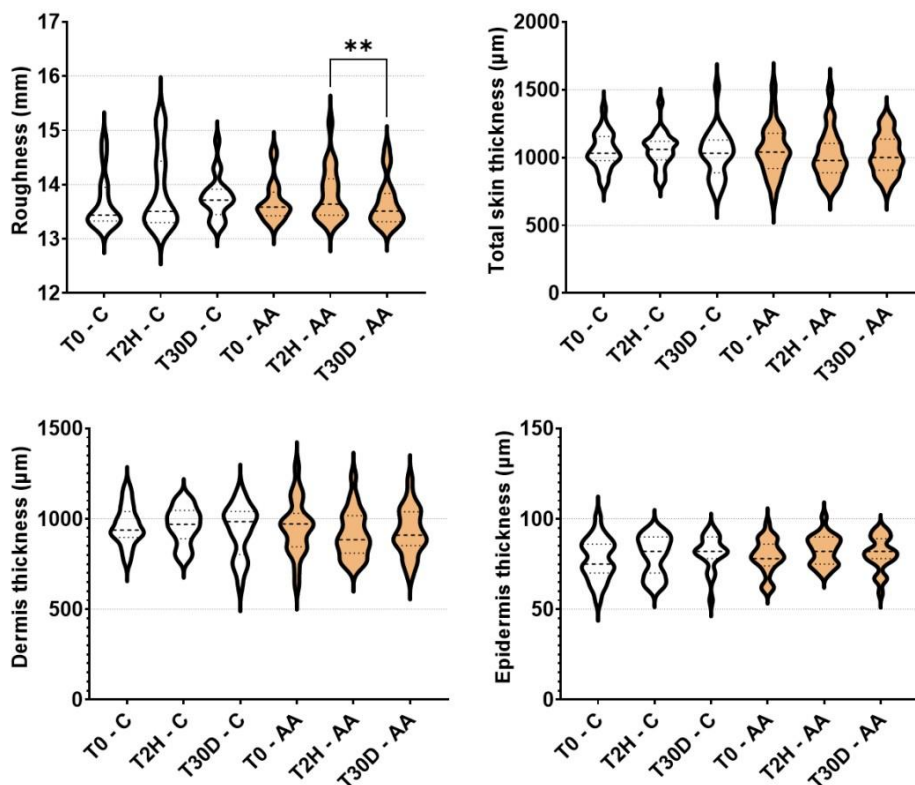 Roughness (mm)
17
16
15
14
13
12
**
T0 - C
T2H - C
T30D - C
T0 - AA
T2H - AA
T30D - AA
Total skin thickness (µm)
2000
1500
1000
500
0
T0 - C
T2H - C
T30D - C
T0 - AA
T2H - AA
T30D - AA
Dermis thickness (µm)
1500
1000
500
0
T0 - C
T2H - C
T30D - C
T0 - AA
T2H - AA
T30D - AA
Epidermis thickness (µm)
150
100
50
0
T0 - C
T2H - C
T30D - C
T0 - AA
T2H - AA
T30D - AA